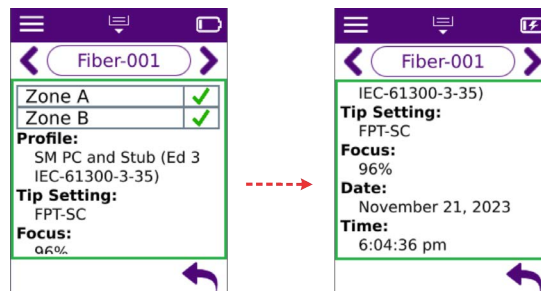 Fiber-001
Zone A
Zone B
Profile:
SM PC and Stub (Ed 3
IEC-61300-3-35)
Tip Setting:
FPT-SC
Focus:
96%
Fiber-001
IEC-61300-3-35)
Tip Setting:
FPT-SC
Focus:
96%
Date:
November 21, 2023
Time:
6:04:36 pm